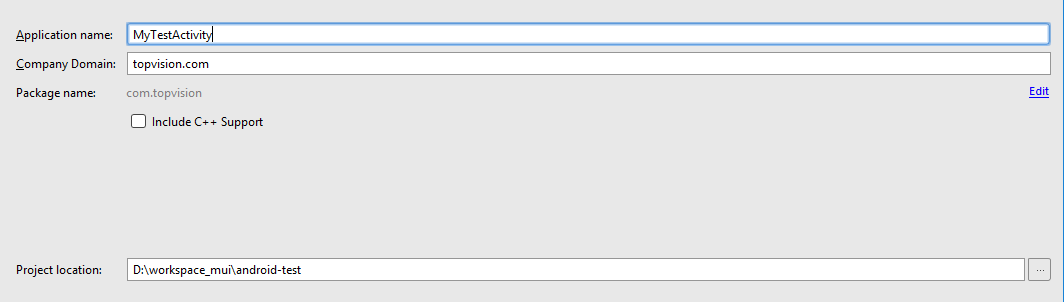 Application name: MyTestActivity
Company Domain: topvision.com
Package name: com.topvision Edit
Include C++ Support
Project location: D:\workspace_mui\android-test ...